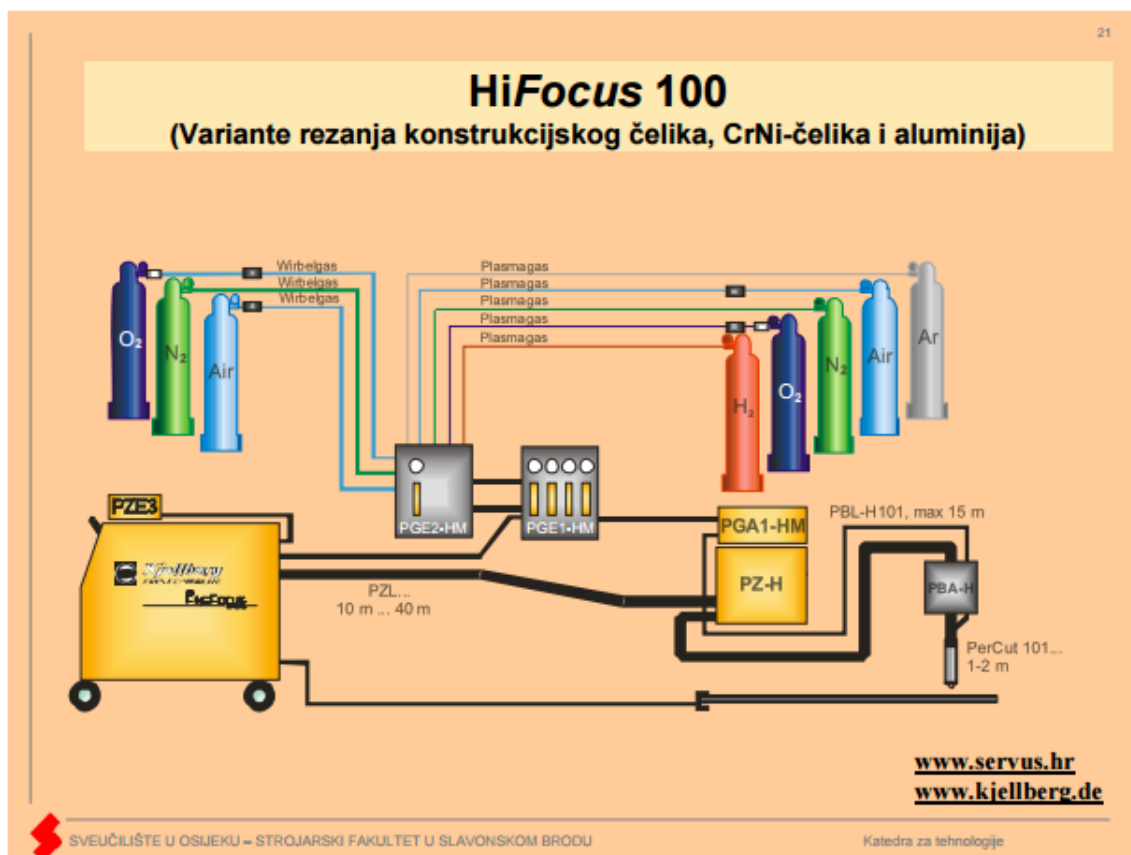 21
HiFocus 100
(Variante rezanja konstrukcijskog čelika, CrNi-čelika i aluminija)
Wirbelgas
Wirbelgas
Wirbelgas
Plasmagas
Plasmagas
Plasmagas
Plasmagas
Plasmagas
O₂
N₂
Air
H₂
O₂
N₂
Air
Ar
PGE2-HM
PGE1-HM
PZE3
Kjellberg
HiFocus
PZL...
10 m ... 40 m
PGA1-HM
PZ-H
PBL-H101, max 15 m
PBA-H
PerCut 101...
1-2 m
www.servus.hr
www.kjellberg.de
SVEUČILIŠTE U OSIJEKU – STROJARSKI FAKULTET U SLAVONSKOM BRODU
Katedra za tehnologije